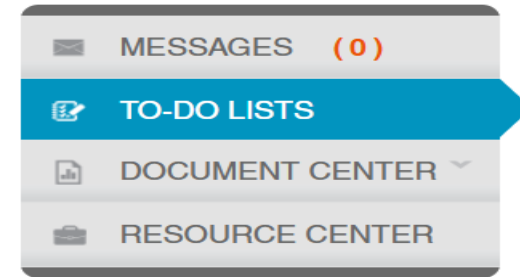 MESSAGES (0)
TO-DO LISTS
DOCUMENT CENTER
RESOURCE CENTER